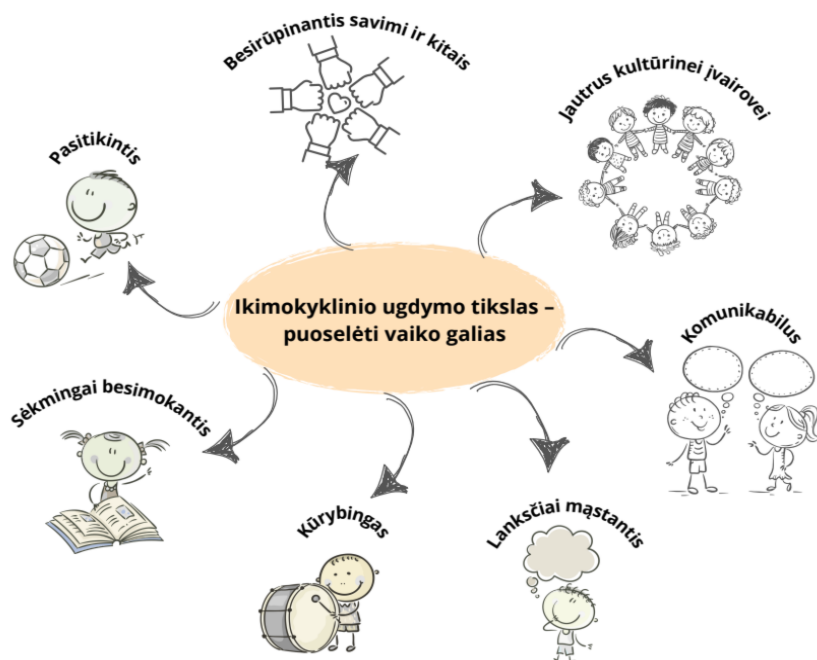 Besirūpinantis savimi ir kitais
Jautrus kultūrinei įvairovei
Pasitikintis
Ikimokyklinio ugdymo tikslas –
puoselėti vaiko galias
Komunikabilus
Sėkmingai besimokantis
Kūrybingas
Lanksčiai mąstantis